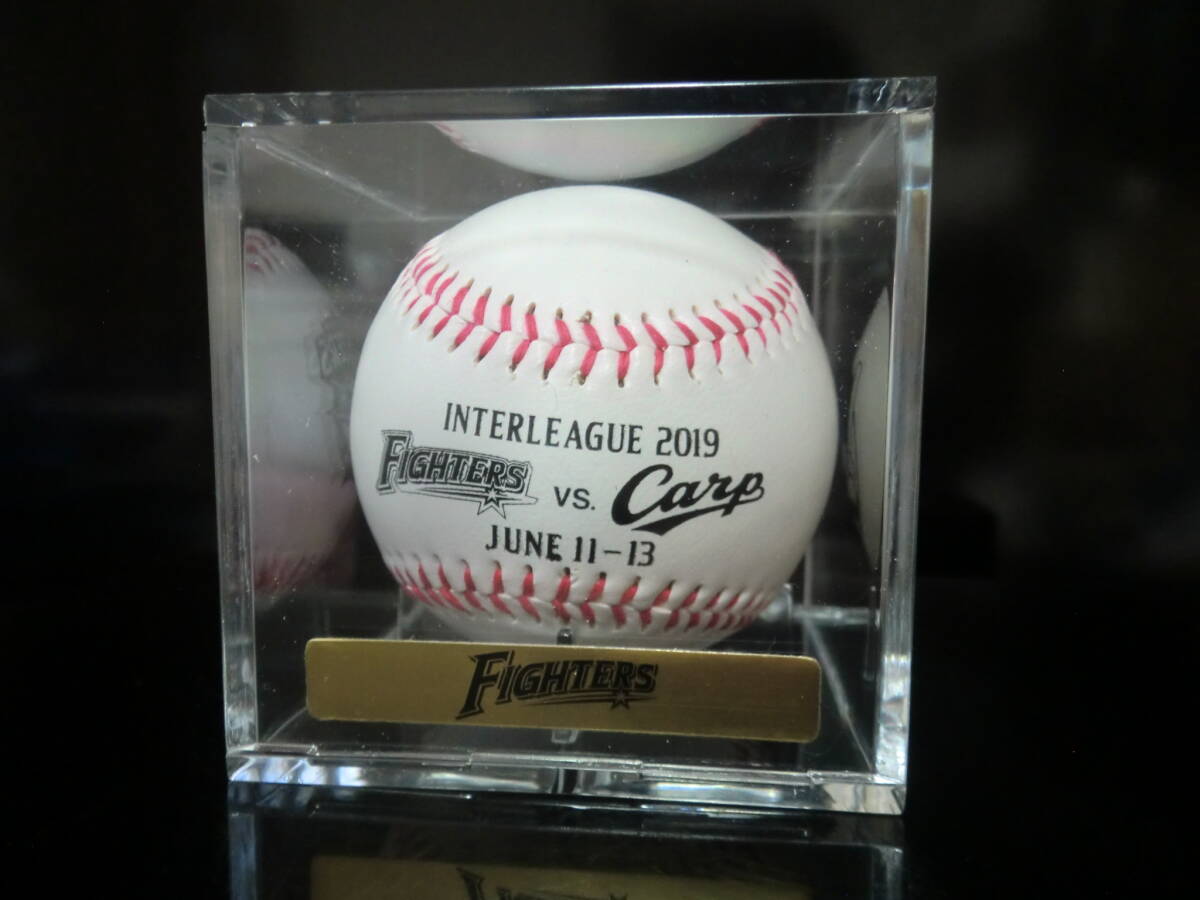 INTERLEAGUE 2019
FIGHTERS VS. Carp
JUNE 11-13
FIGHTERS